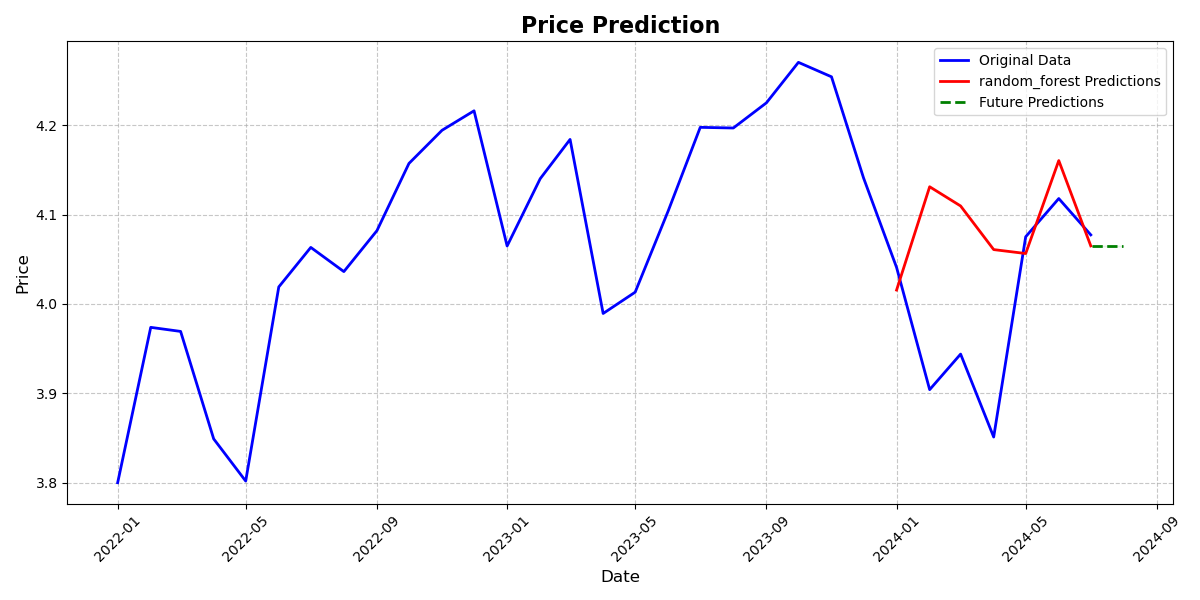 Price Prediction
Original Data
random_forest Predictions
Future Predictions
Price
4.2
4.1
4.0
3.9
3.8
2022-01
2022-05
2022-09
2023-01
2023-05
2023-09
2024-01
2024-05
2024-09
Date